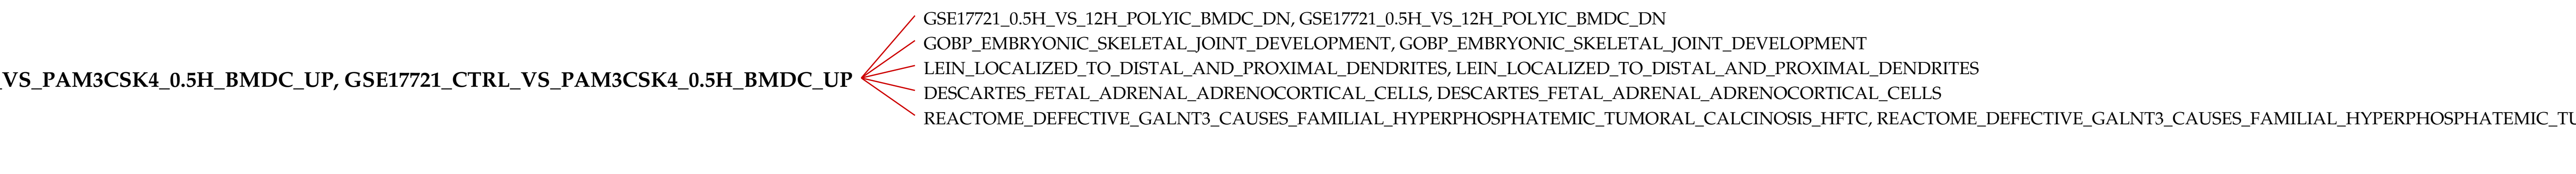 GSE17721_0.5H_VS_12H_POLYIC_BMDC_DN, GSE17721_0.5H_VS_12H_POLYIC_BMDC_DN
GOBP_EMBRYONIC_SKELETAL_JOINT_DEVELOPMENT, GOBP_EMBRYONIC_SKELETAL_JOINT_DEVELOPMENT
LEIN_LOCALIZED_TO_DISTAL_AND_PROXIMAL_DENDRITES, LEIN_LOCALIZED_TO_DISTAL_AND_PROXIMAL_DENDRITES
_VS_PAM3CSK4_0.5H_BMDC_UP, GSE17721_CTRL_VS_PAM3CSK4_0.5H_BMDC_UP
DESCARTES_FETAL_ADRENAL_ADRENOCORTICAL_CELLS, DESCARTES_FETAL_ADRENAL_ADRENOCORTICAL_CELLS
REACTOME_DEFECTIVE_GALNT3_CAUSES_FAMILIAL_HYPERPHOSPHATEMIC_TUMORAL_CALCINOSIS_HFTC, REACTOME_DEFECTIVE_GALNT3_CAUSES_FAMILIAL_HYPERPHOSPHATEMIC_TU